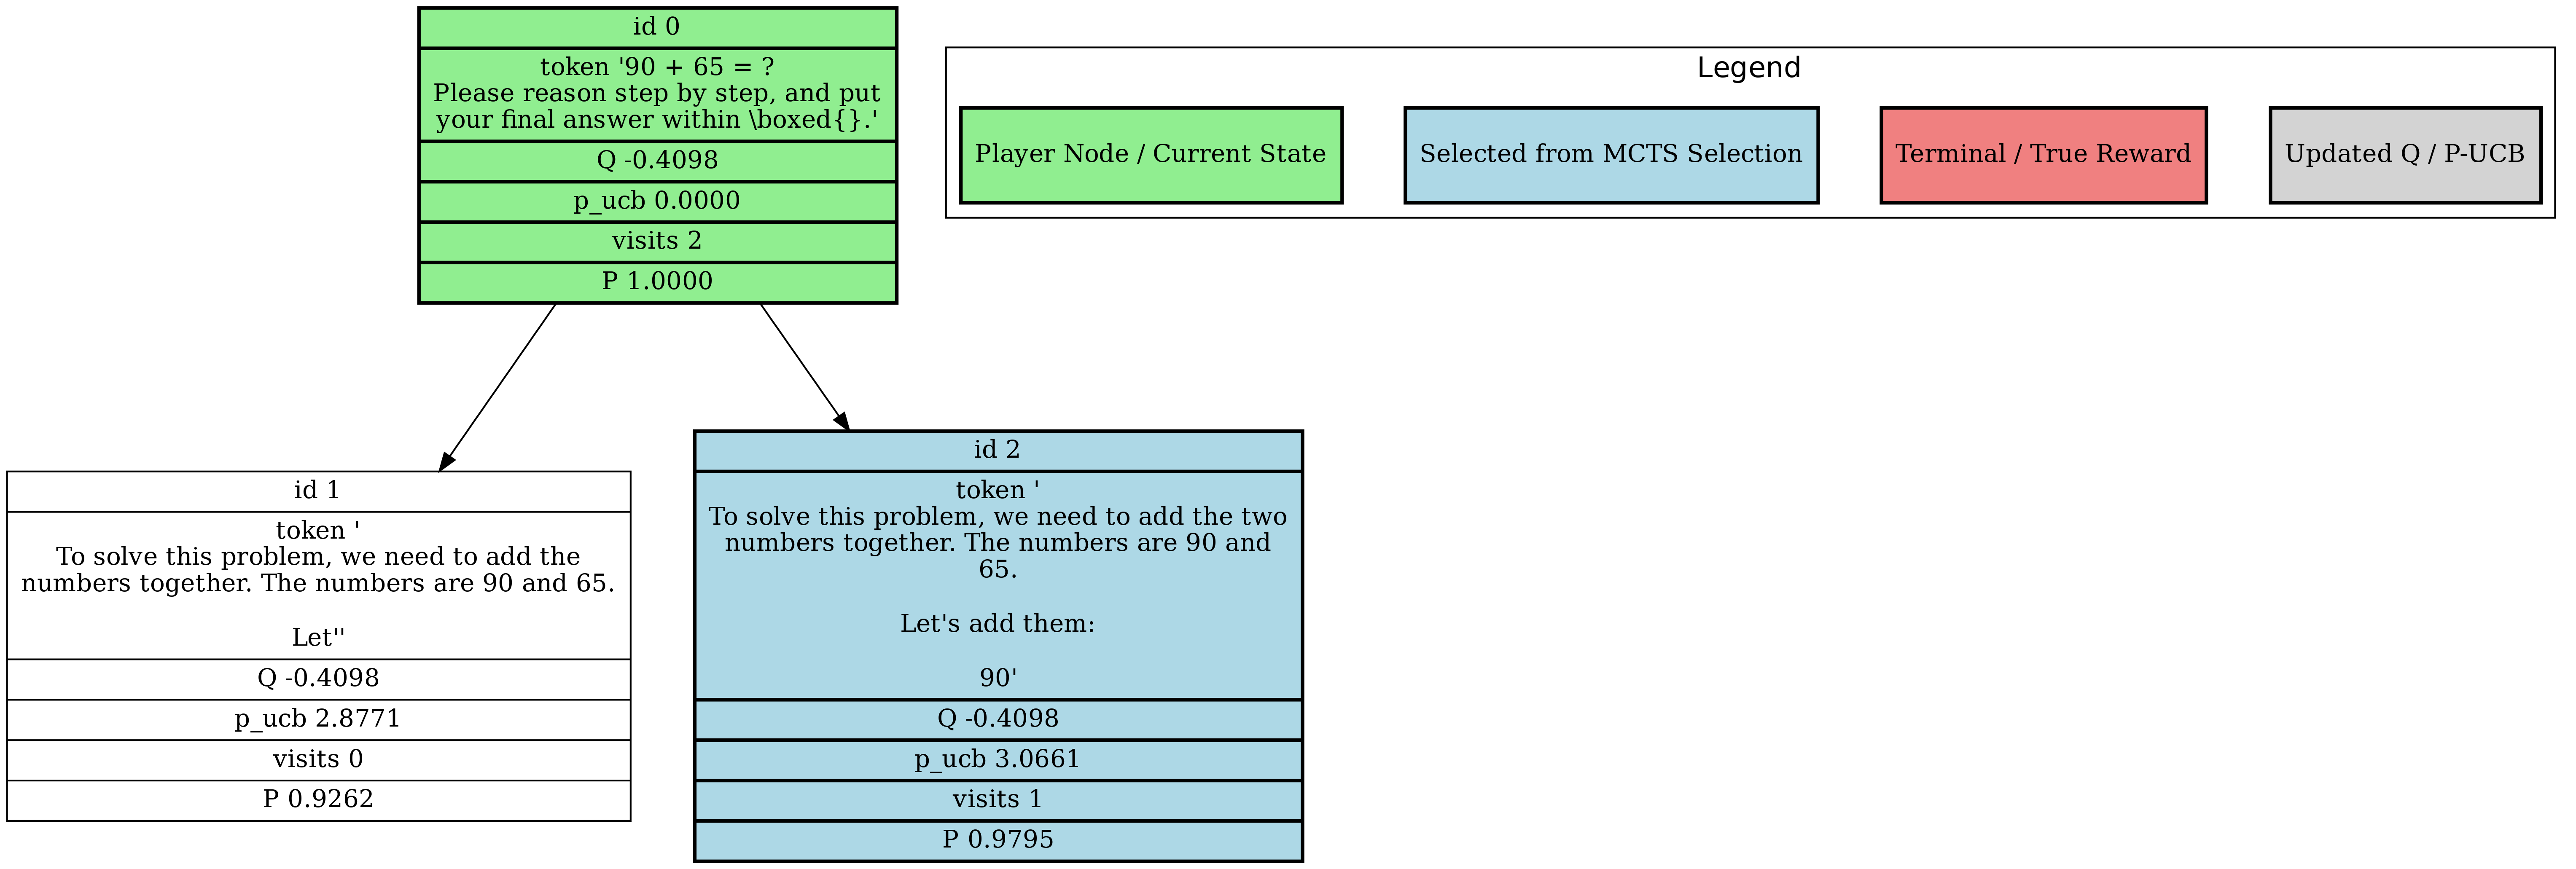 id 0
token '90 + 65 = ?
Please reason step by step, and put
your final answer within \boxed{}.'
Q -0.4098
p_ucb 0.0000
visits 2
P 1.0000
Legend
Player Node / Current State
Selected from MCTS Selection
Terminal / True Reward
Updated Q / P-UCB
id 1
token '
To solve this problem, we need to add the
numbers together. The numbers are 90 and 65.
Let''
Q -0.4098
p_ucb 2.8771
visits 0
P 0.9262
id 2
token '
To solve this problem, we need to add the two
numbers together. The numbers are 90 and
65.
Let's add them:
90'
Q -0.4098
p_ucb 3.0661
visits 1
P 0.9795